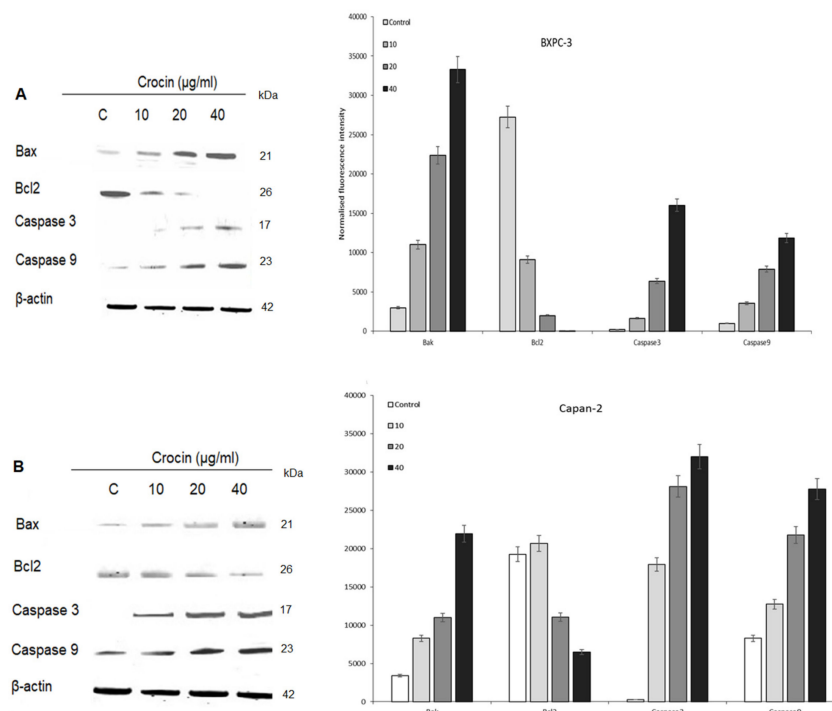 A
Crocin (µg/ml)
kDa
C 10 20 40
Bax 21
Bcl2 26
Caspase 3 17
Caspase 9 23
β-actin 42
BXPC-3
Control
10
20
40
Normalised fluorescence intensity
40000
35000
30000
25000
20000
15000
10000
5000
0
Bak Bcl2 Caspase3 Caspase9
B
Crocin (µg/ml)
kDa
C 10 20 40
Bax 21
Bcl2 26
Caspase 3 17
Caspase 9 23
β-actin 42
Capan-2
Control
10
20
40
40000
35000
30000
25000
20000
15000
10000
5000
0